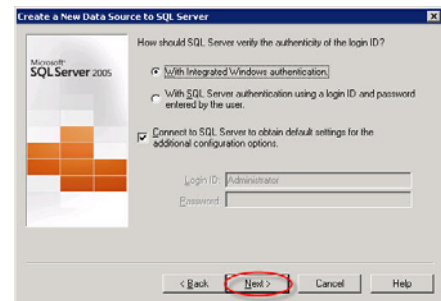 Create a New Data Source to SQL Server
Microsoft
SQL Server 2005
How should SQL Server verify the authenticity of the login ID?
With Integrated Windows authentication.
With SQL Server authentication using a login ID and password
entered by the user.
Connect to SQL Server to obtain default settings for the
additional configuration options.
Login ID: Administrator
Password:
< Back
Next >
Cancel
Help